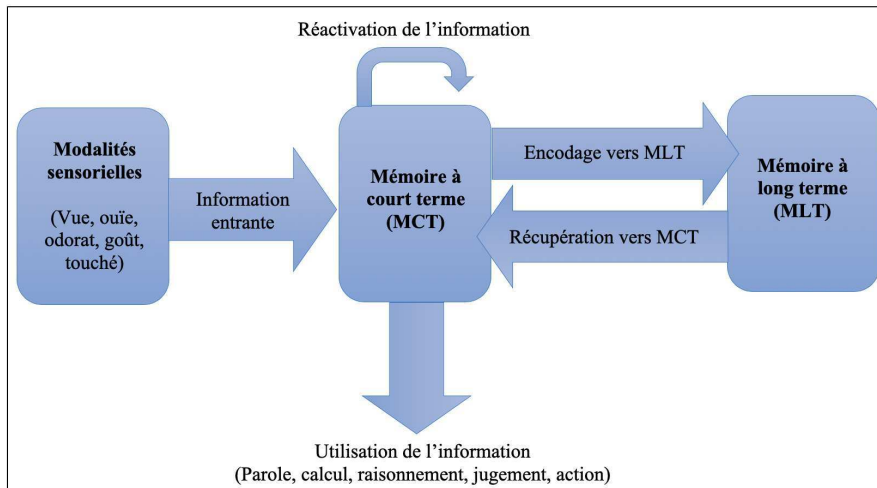 Réactivation de l’information
Modalités
sensorielles
(Vue, ouïe,
odorat, goût,
touché)
Information
entrante
Mémoire à
court terme
(MCT)
Encodage vers MLT
Récupération vers MCT
Mémoire à
long terme
(MLT)
Utilisation de l’information
(Parole, calcul, raisonnement, jugement, action)